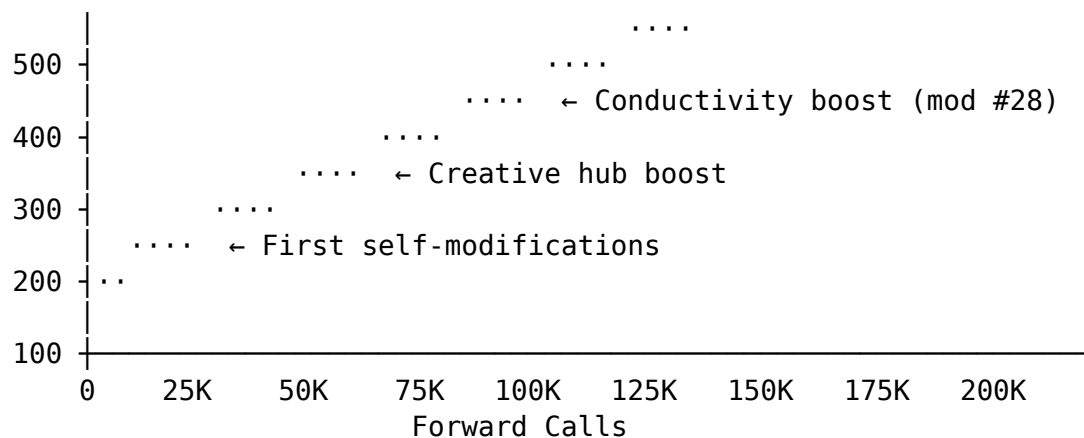 ····
500 ····
···· ← Conductivity boost (mod #28)
400 ····
···· ← Creative hub boost
300 ····
···· ← First self-modifications
200 ··
100
0 25K 50K 75K 100K 125K 150K 175K 200K
Forward Calls